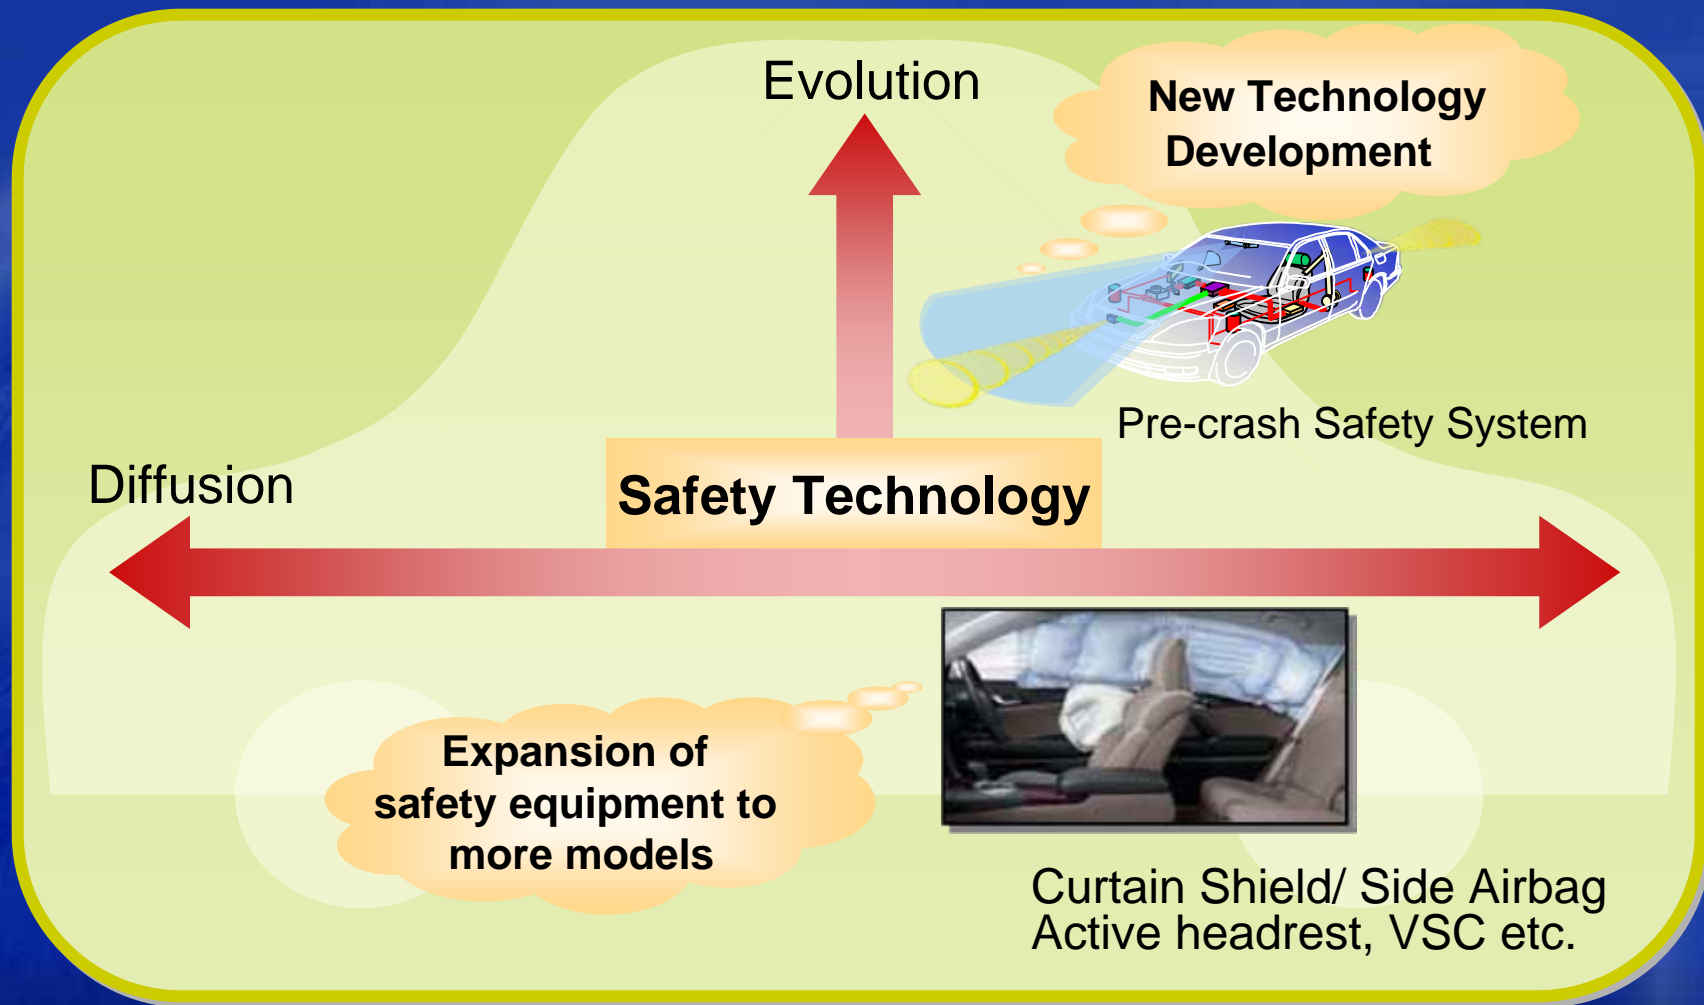 Evolution
New Technology
Development
Pre-crash Safety System
Diffusion
Safety Technology
Expansion of
safety equipment to
more models
Curtain Shield/ Side Airbag
Active headrest, VSC etc.